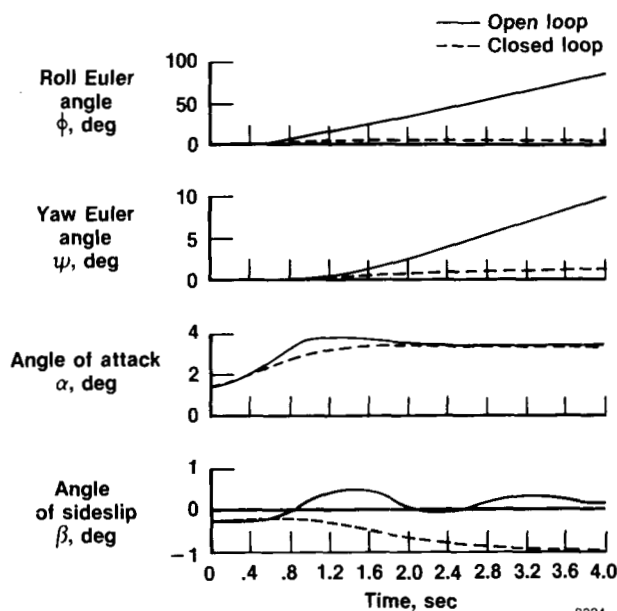 Open loop
Closed loop
Roll Euler
angle
ϕ, deg
100
50
0
Yaw Euler
angle
ψ, deg
10
5
0
Angle of attack
α, deg
4
2
0
Angle
of sideslip
β, deg
1
0
−1
0 .4 .8 1.2 1.6 2.0 2.4 2.8 3.2 3.6 4.0
Time, sec